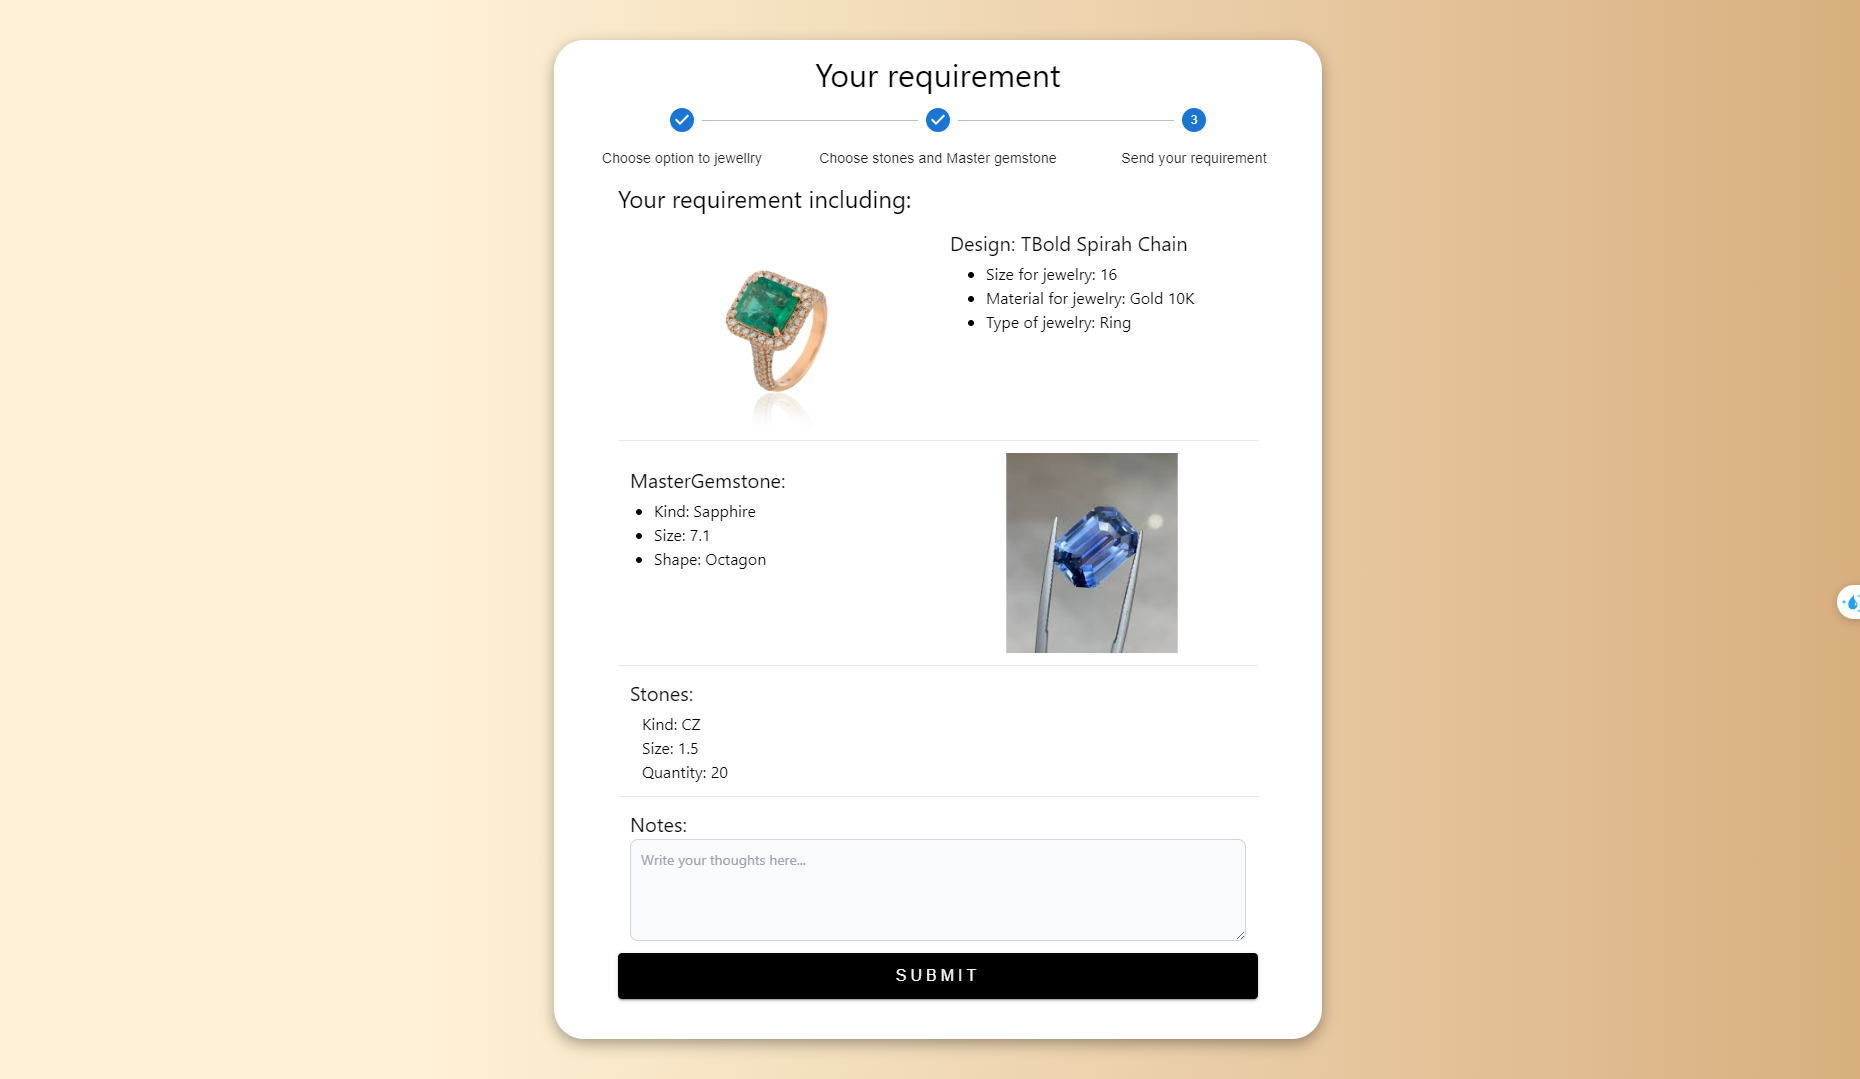 Your requirement
3
Choose option to jewellry
Choose stones and Master gemstone
Send your requirement
Your requirement including:
Design: TBold Spirah Chain
Size for jewelry: 16
Material for jewelry: Gold 10K
Type of jewelry: Ring
MasterGemstone:
Kind: Sapphire
Size: 7.1
Shape: Octagon
Stones:
Kind: CZ
Size: 1.5
Quantity: 20
Notes:
Write your thoughts here...
SUBMIT